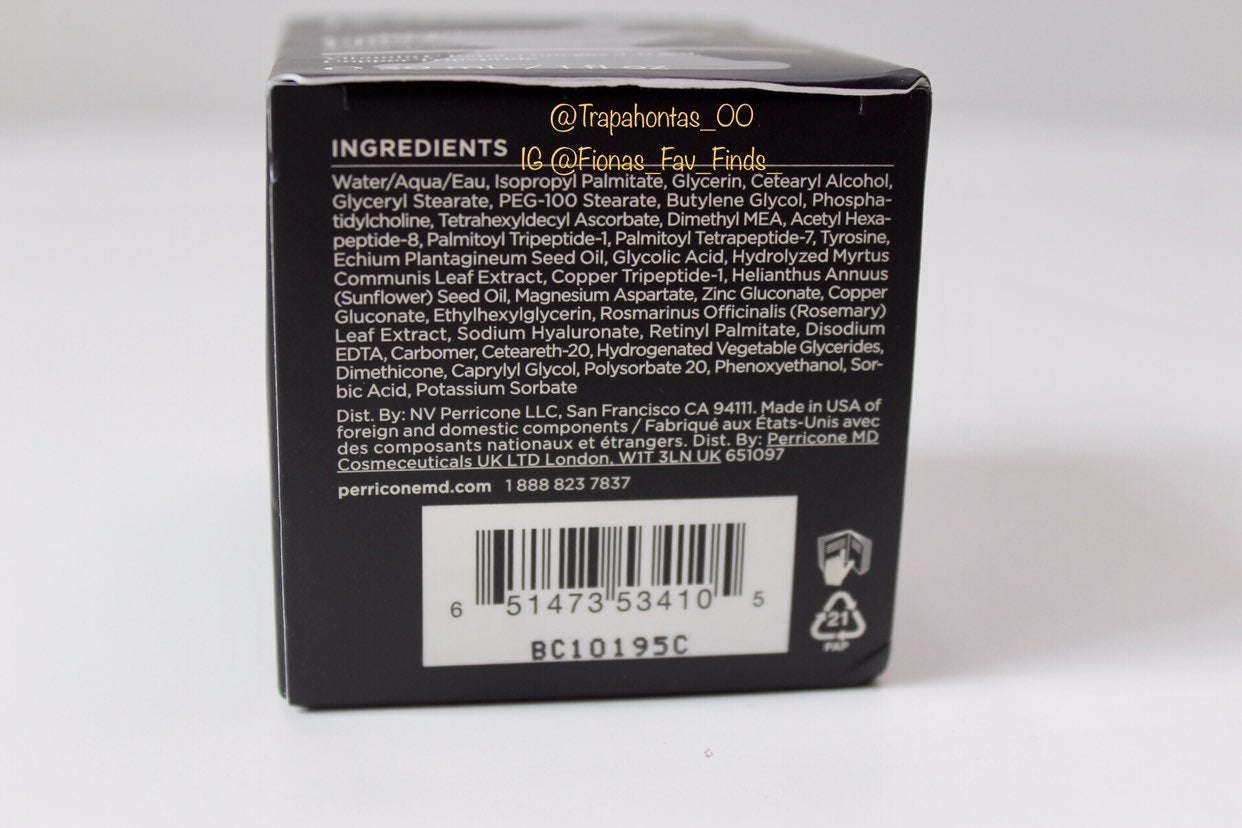 @Trapahontas_00
INGREDIENTS
IG @Fionas_Fav_Finds_
Water/Aqua/Eau, Isopropyl Palmitate, Glycerin, Cetearyl Alcohol,
Glyceryl Stearate, PEG-100 Stearate, Butylene Glycol, Phospha-
tidylcholine, Tetrahexyldecyl Ascorbate, Dimethyl MEA, Acetyl Hexa-
peptide-8, Palmitoyl Tripeptide-1, Palmitoyl Tetrapeptide-7, Tyrosine,
Echium Plantagineum Seed Oil, Glycolic Acid, Hydrolyzed Myrtus
Communis Leaf Extract, Copper Tripeptide-1, Helianthus Annuus
(Sunflower) Seed Oil, Magnesium Aspartate, Zinc Gluconate, Copper
Gluconate, Ethylhexylglycerin, Rosmarinus Officinalis (Rosemary)
Leaf Extract, Sodium Hyaluronate, Retinyl Palmitate, Disodium
EDTA, Carbomer, Ceteareth-20, Hydrogenated Vegetable Glycerides,
Dimethicone, Caprylyl Glycol, Polysorbate 20, Phenoxyethanol, Sor-
bic Acid, Potassium Sorbate
Dist. By: NV Perricone LLC, San Francisco CA 94111. Made in USA of
foreign and domestic components / Fabriqué aux États-Unis avec
des composants nationaux et étrangers. Dist. By: Perricone MD
Cosmeceuticals UK LTD London, W1T 3LN UK 651097
perriconemd.com 1 888 823 7837
6 51473 53410 5
BC10195C
21
PAP